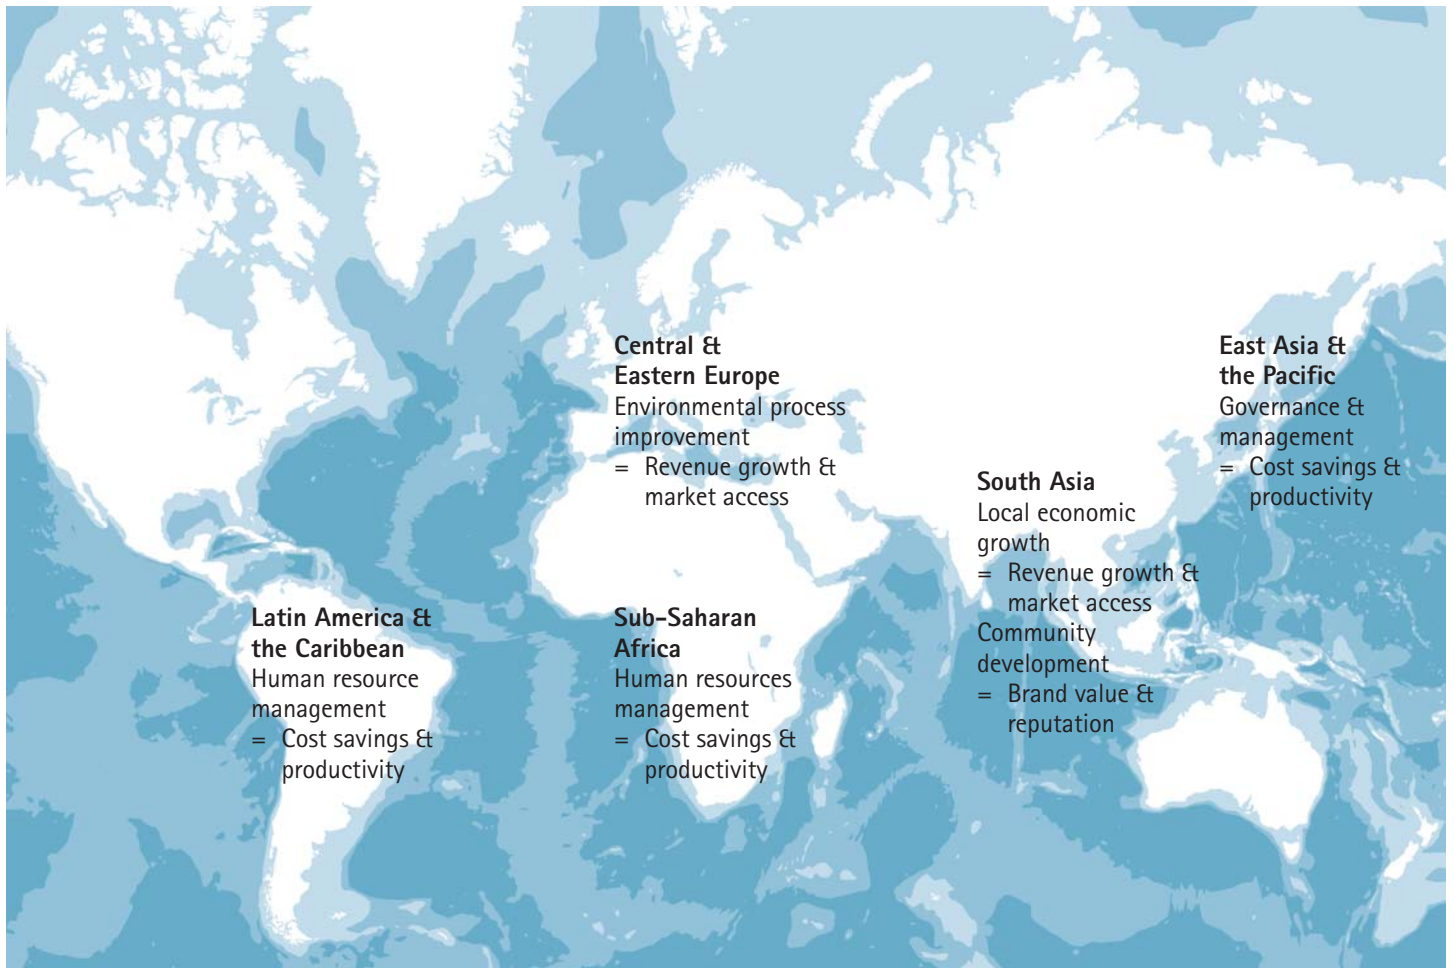 Central &
Eastern Europe
Environmental process
improvement
= Revenue growth &
market access
East Asia &
the Pacific
Governance &
management
= Cost savings &
productivity
South Asia
Local economic
growth
= Revenue growth &
market access
Community
development
= Brand value &
reputation
Latin America &
the Caribbean
Human resource
management
= Cost savings &
productivity
Sub-Saharan
Africa
Human resources
management
= Cost savings &
productivity